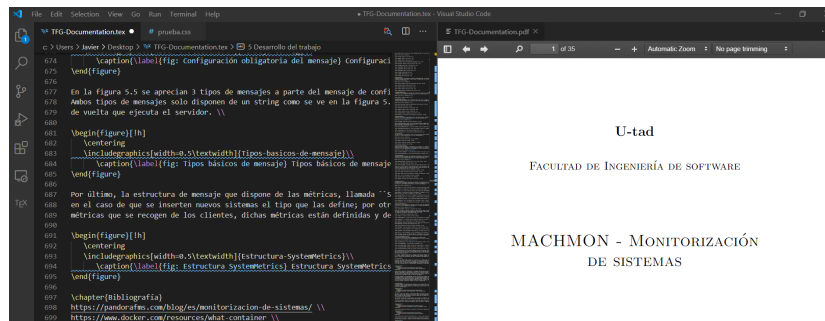 File Edit Selection View Go Run Terminal Help
● TFG-Documentation.tex - Visual Studio Code
TFG-Documentation.tex ●
# prueba.css
TFG-Documentation.pdf ×
c: > Users > Javier > Desktop > TFG-Documentation.tex > 5 Desarrollo del trabajo
1 of 35
Automatic Zoom
No page trimming
674 \caption{\label{fig: Configuración obligatoria del mensaje} Configuraci
675 \end{figure}
676
677 En la figura 5.5 se aprecian 3 tipos de mensajes a parte del mensaje de confi
678 Ambos tipos de mensajes solo disponen de un string como se ve en la figura 5.
679 de vuelta que ejecuta el servidor. \\
680
681 \begin{figure}[!h]
682 \centering
683 \includegraphics[width=0.5\textwidth]{Tipos-basicos-de-mensaje}\\
684 \caption{\label{fig: Tipos básicos de mensaje} Tipos básicos de mensaje
685 \end{figure}
686
687 Por último, la estructura de mensaje que dispone de las métricas, llamada ``S
688 en el caso de que se inserten nuevos sistemas el tipo que las define; por otr
689 métricas que se recogen de los clientes, dichas métricas están definidas y de
690
691 \begin{figure}[!h]
692 \centering
693 \includegraphics[width=0.5\textwidth]{Estructura-SystemMetrics}\\
694 \caption{\label{fig: Estructura SystemMetrics} Estructura SystemMetrics
695 \end{figure}
696
697 \chapter{Bibliografía}
698 https://pandorafms.com/blog/es/monitorizacion-de-sistemas/ \\
699 https://www.docker.com/resources/what-container \\
TEX
U-tad
Facultad de Ingeniería de software
MACHMON - Monitorización
de sistemas